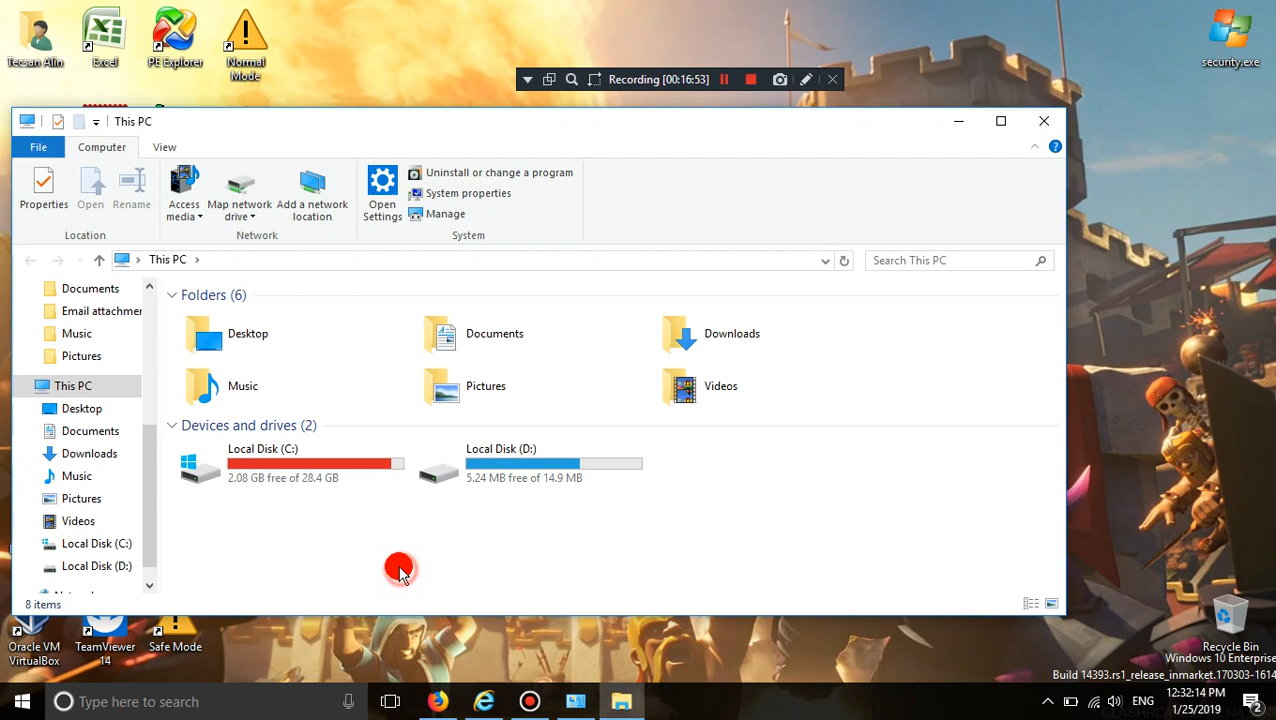 Tecsan Alin
Excel
PE Explorer
Normal
Mode
security.exe
Recording [00:16:53]
This PC
File
Computer
View
Properties
Open
Rename
Access
media
Map network
drive
Add a network
location
Open
Settings
Uninstall or change a program
System properties
Manage
Location
Network
System
This PC
Search This PC
Documents
Email attachmer
Music
Pictures
This PC
Desktop
Documents
Downloads
Music
Pictures
Videos
Local Disk (C:)
Local Disk (D:)
Folders (6)
Desktop
Documents
Downloads
Music
Pictures
Videos
Devices and drives (2)
Local Disk (C:)
2.08 GB free of 28.4 GB
Local Disk (D:)
5.24 MB free of 14.9 MB
8 items
Oracle VM
VirtualBox
TeamViewer
14
Safe Mode
Recycle Bin
Windows 10 Enterprise
Build 14393.rs1_release_inmarket.170303-1614
Type here to search
ENG
12:32:14 PM
1/25/2019
2